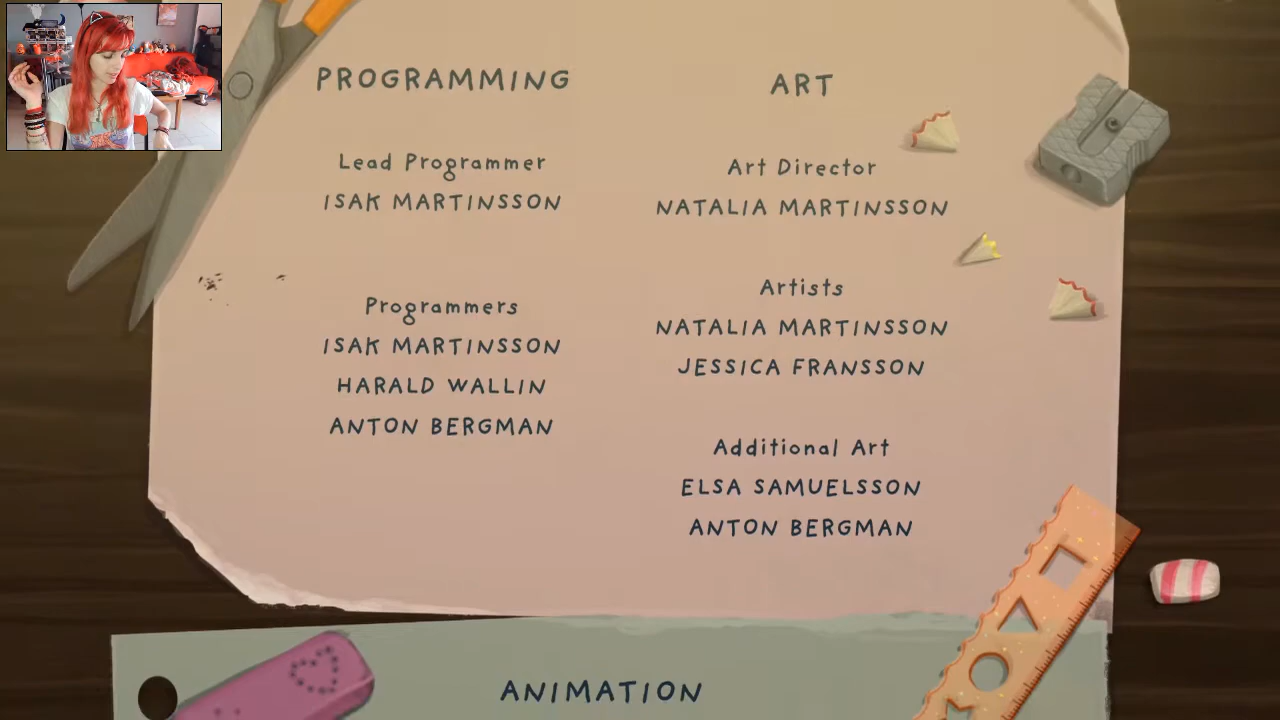 PROGRAMMING
Lead Programmer
ISAK MARTINSSON
Programmers
ISAK MARTINSSON
HARALD WALLIN
ANTON BERGMAN
ART
Art Director
NATALIA MARTINSSON
Artists
NATALIA MARTINSSON
JESSICA FRANSSON
Additional Art
ELSA SAMUELSSON
ANTON BERGMAN
ANIMATION